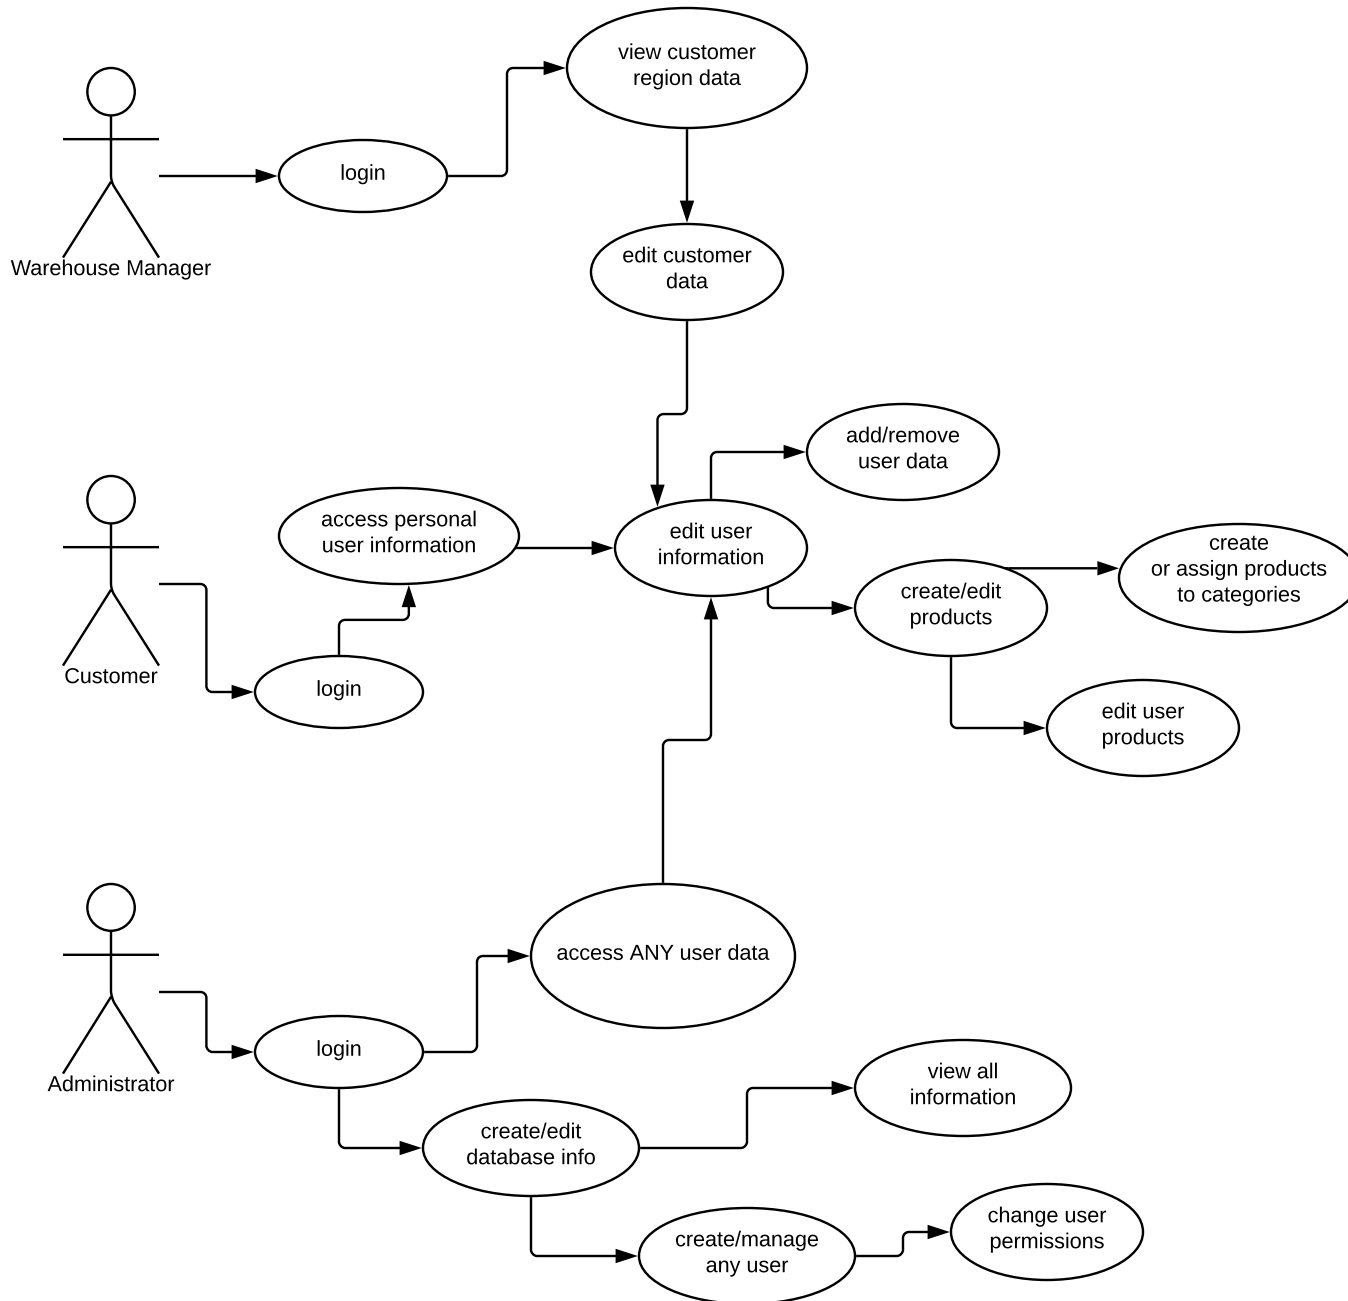 view customer
region data
login
Warehouse Manager
edit customer
data
add/remove
user data
access personal
user information
edit user
information
create
or assign products
to categories
create/edit
products
Customer
login
edit user
products
access ANY user data
login
Administrator
view all
information
create/edit
database info
change user
permissions
create/manage
any user